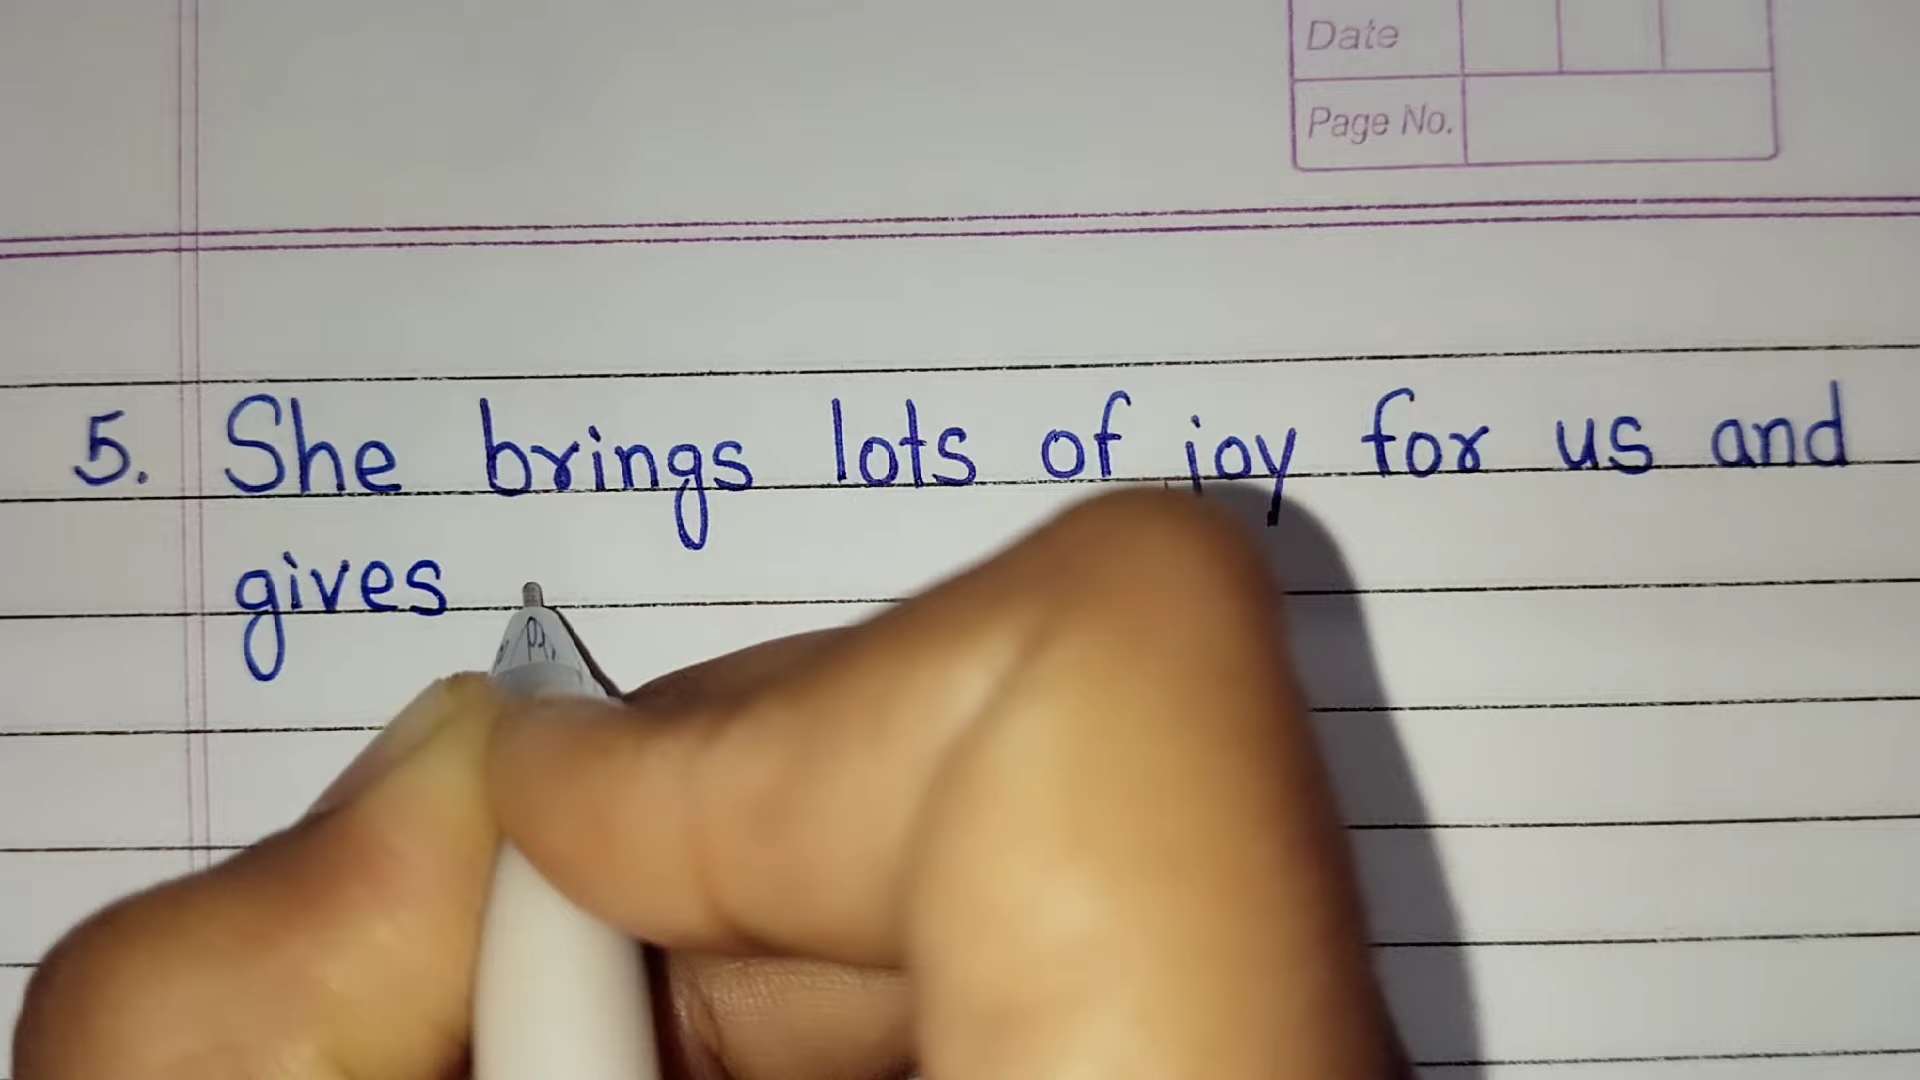 Date
Page No.
5. She brings lots of joy for us and
gives